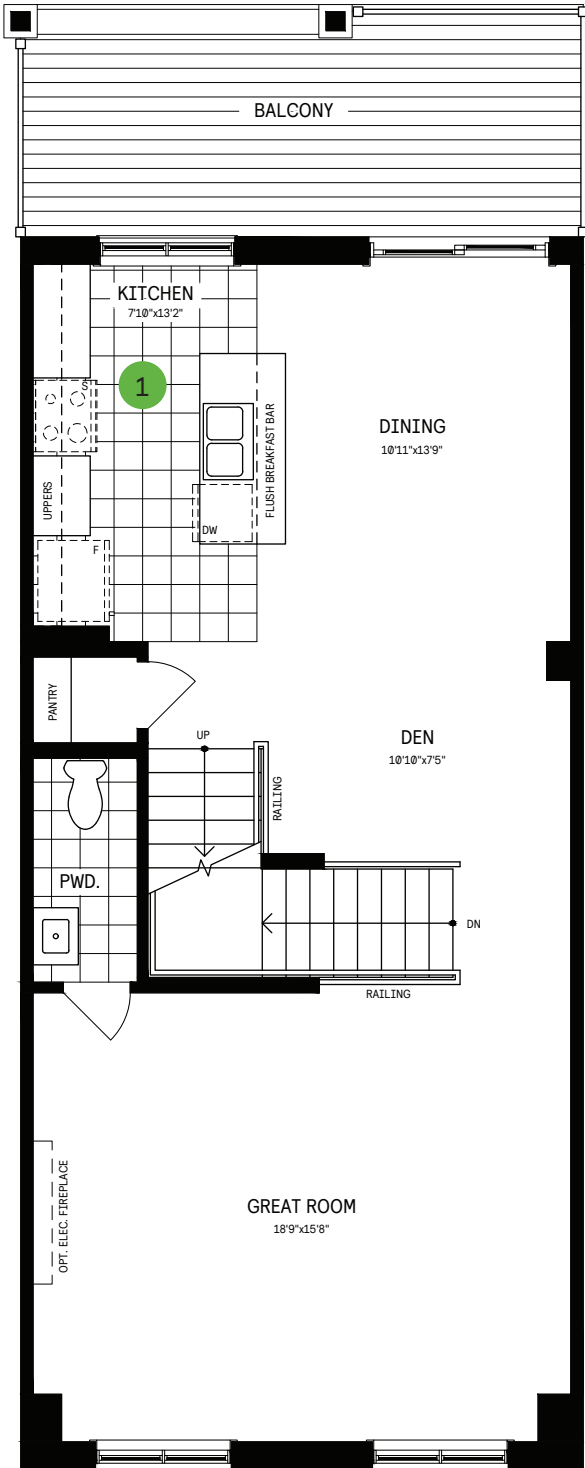 BALCONY
KITCHEN
7'10"x13'2"
1
S
DINING
10'11"x13'9"
FLUSH BREAKFAST BAR
UPPERS
DW
F
PANTRY
UP
DEN
10'10"x7'5"
RAILING
PWD.
DN
RAILING
OPT. ELEC. FIREPLACE
GREAT ROOM
18'9"x15'8"